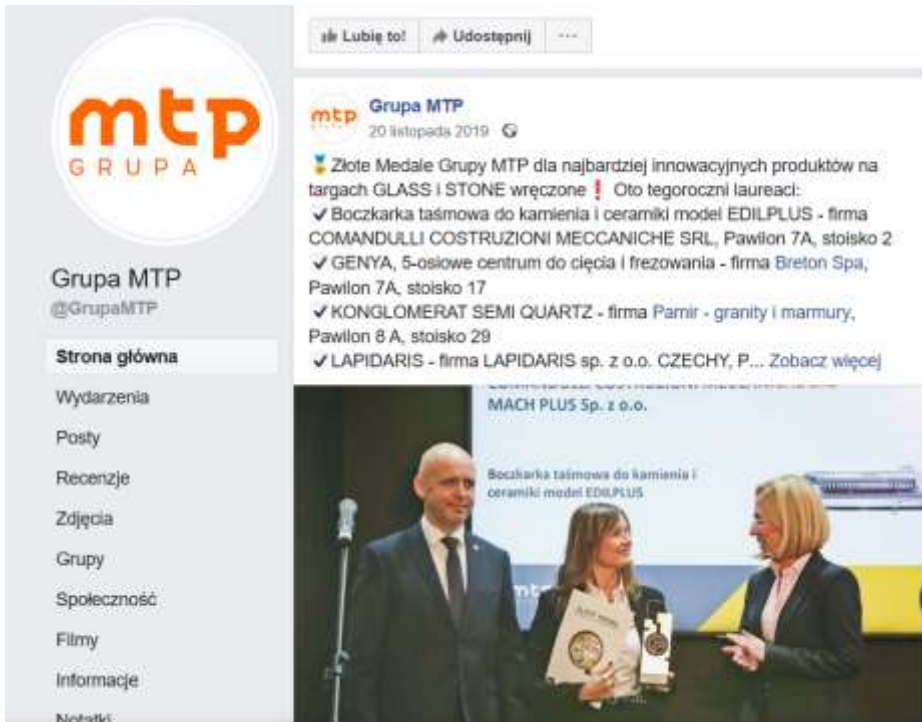 mtp
GRUPA
Grupa MTP
@GrupaMTP
Strona główna
Wydarzenia
Posty
Recenzje
Zdjęcia
Grupy
Społeczność
Filmy
Informacje
Notatki
Lubię to!
Udostępnij
...
mtp
Grupa MTP
20 listopada 2019
Złote Medale Grupy MTP dla najbardziej innowacyjnych produktów na
targach GLASS i STONE wręczone❗ Oto tegoroczni laureaci:
✔Boczkarka taśmowa do kamienia i ceramiki model EDILPLUS - firma
COMANDULLI COSTRUZIONI MECCANICHE SRL, Pawilon 7A, stoisko 2
✔GENYA, 5-osiowe centrum do cięcia i frezowania - firma Breton Spa,
Pawilon 7A, stoisko 17
✔KONGLOMERAT SEMI QUARTZ - firma Pamir - granity i marmury,
Pawilon 8 A, stoisko 29
✔LAPIDARIS - firma LAPIDARIS sp. z o.o. CZECHY, P... Zobacz więcej
MACH PLUS Sp. z o.o.
Boczkarka taśmowa do kamienia i
ceramiki model EDILPLUS
mtp